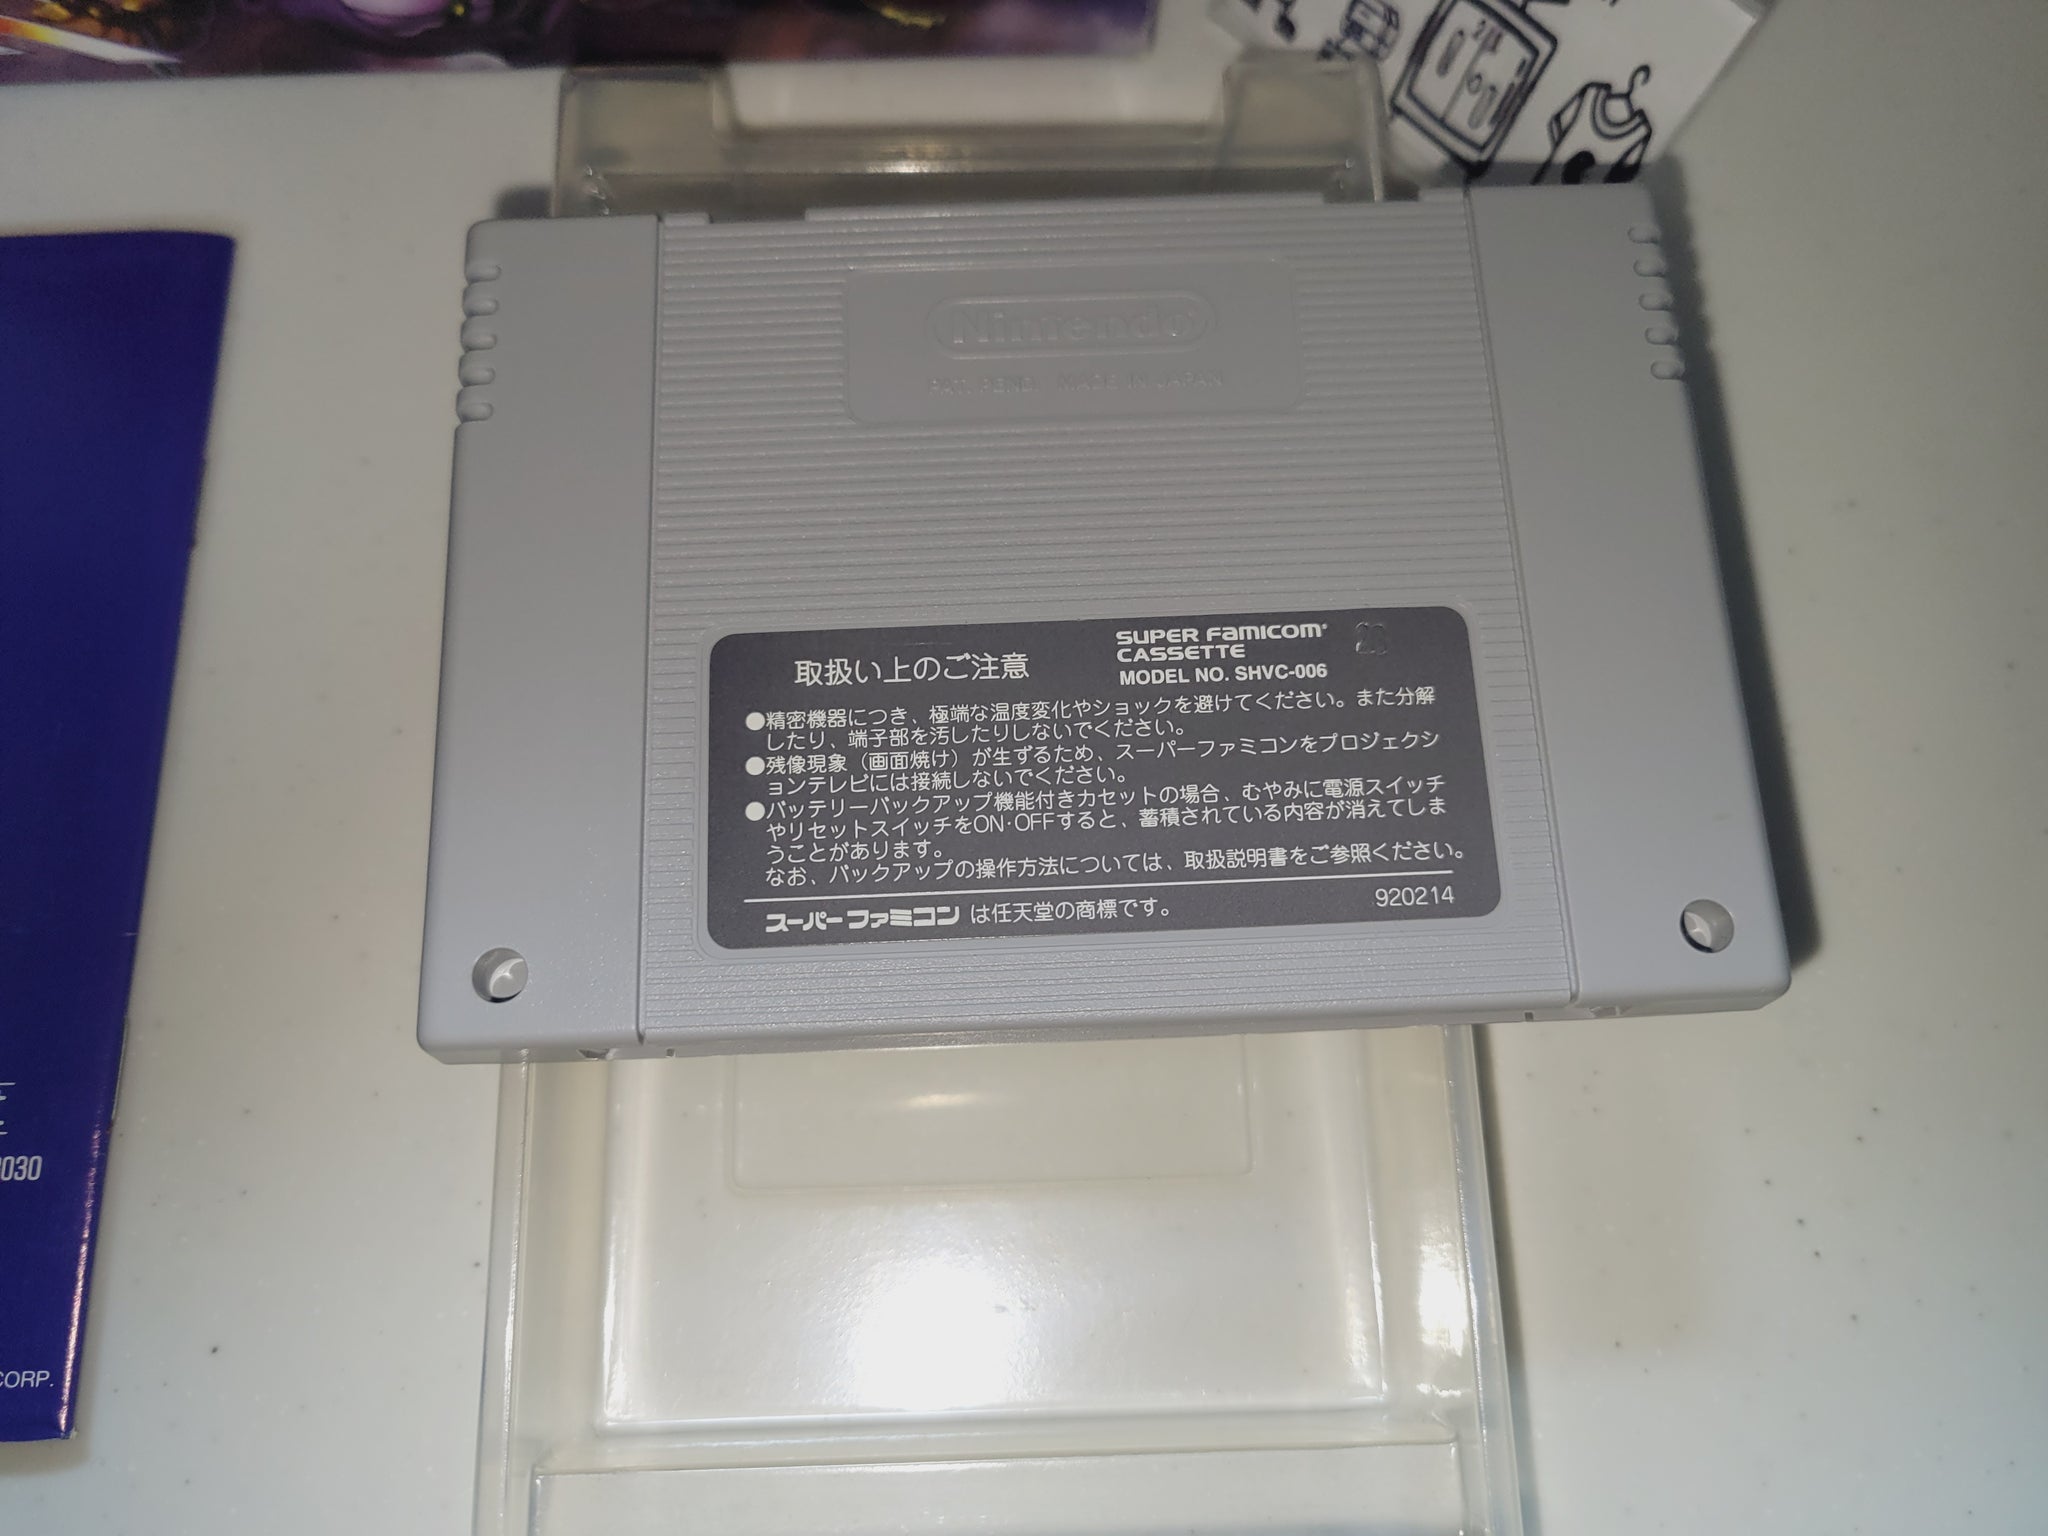 Nintendo
PAT. PEND. MADE IN JAPAN
取扱い上のご注意
SUPER FAMICOM
CASSETTE
MODEL NO. SHVC-006
●精密機器につき、極端な温度変化やショックを避けてください。また分解
したり、端子部を汚したりしないでください。
●残像現象（画面焼け）が生ずるため、スーパーファミコンをプロジェクシ
ョンテレビには接続しないでください。
●バッテリーバックアップ機能付きカセットの場合、むやみに電源スイッチ
やリセットスイッチをON・OFFすると、蓄積されている内容が消えてしま
うことがあります。
なお、バックアップの操作方法については、取扱説明書をご参照ください。
スーパーファミコン は任天堂の商標です。
920214
030
CORP.